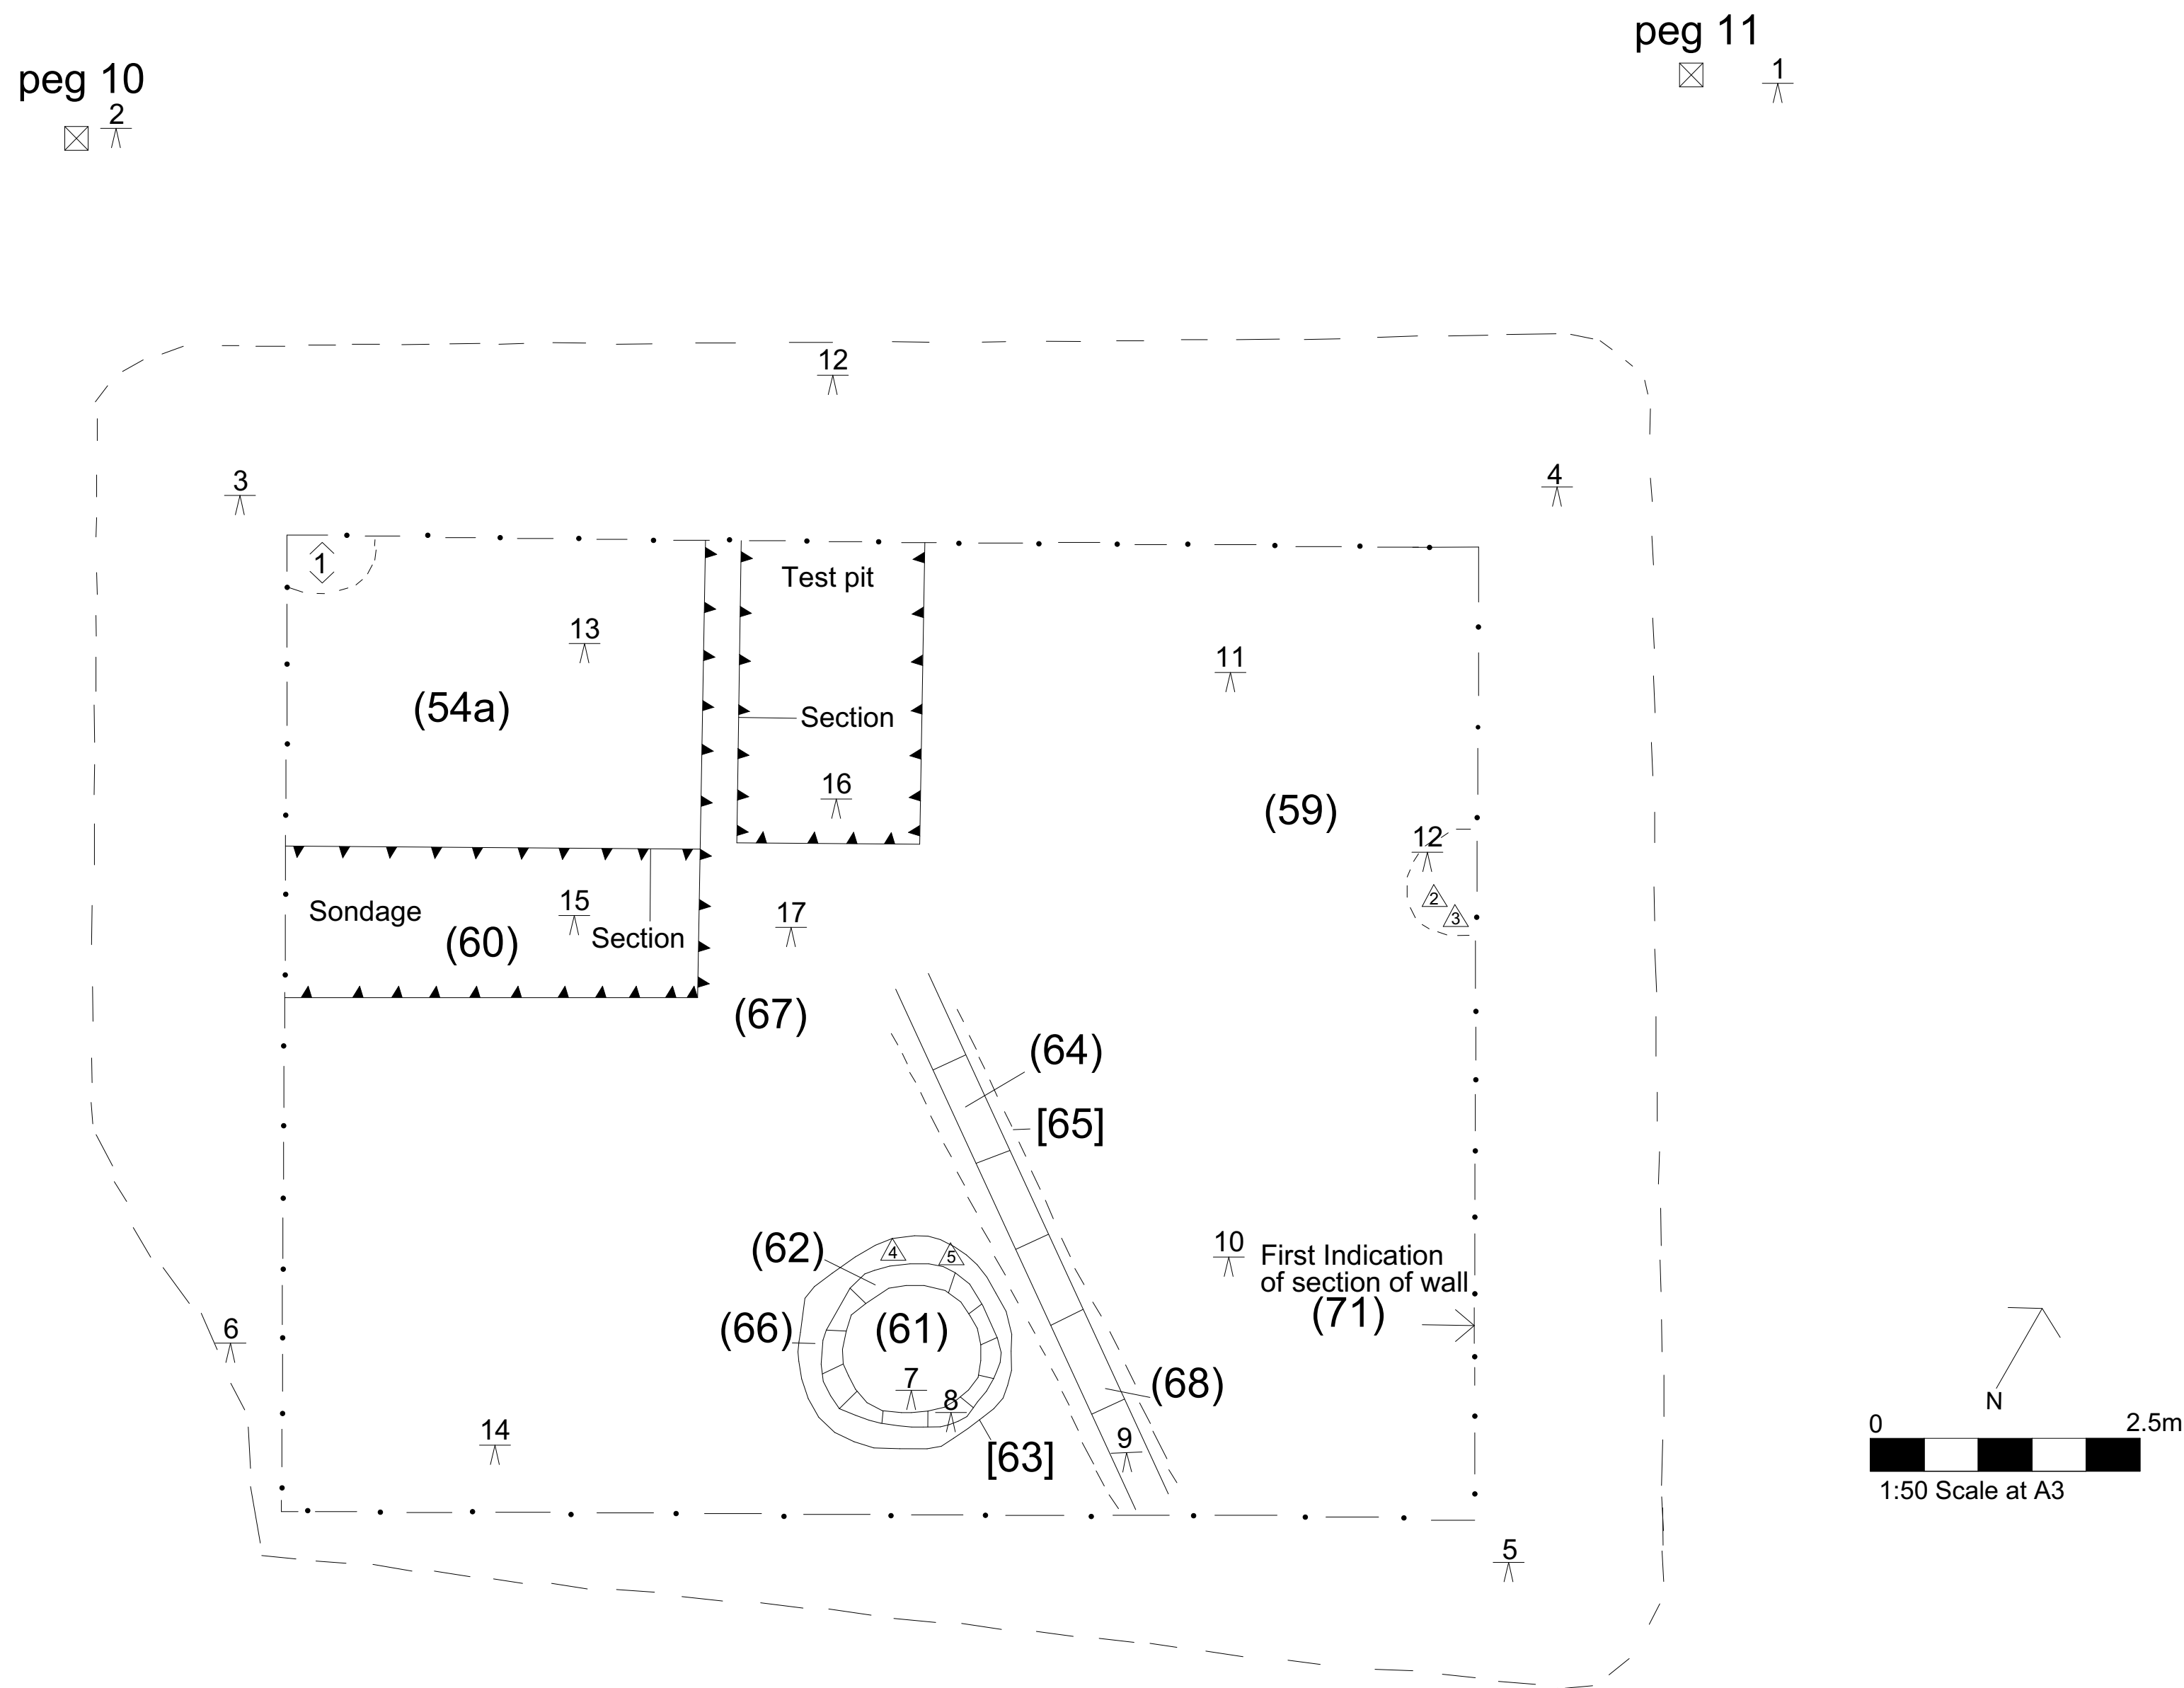 peg 11
1
peg 10
2
12
3
4
1
Test pit
13
11
(54a)
Section
16
(59)
12
15
2
3
Sondage
17
(60)
Section
(67)
(64)
[65]
10
First Indication
of section of wall
(62)
4
5
(71)
(66)
(61)
6
7
8
(68)
N
14
9
[63]
0
2.5m
1:50 Scale at A3
5